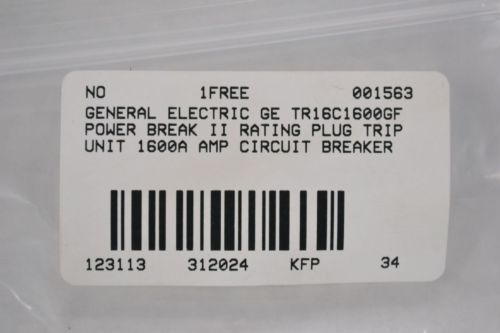 NO 1FREE 001563
GENERAL ELECTRIC GE TR16C1600GF
POWER BREAK II RATING PLUG TRIP
UNIT 1600A AMP CIRCUIT BREAKER
123113 312024 KFP 34